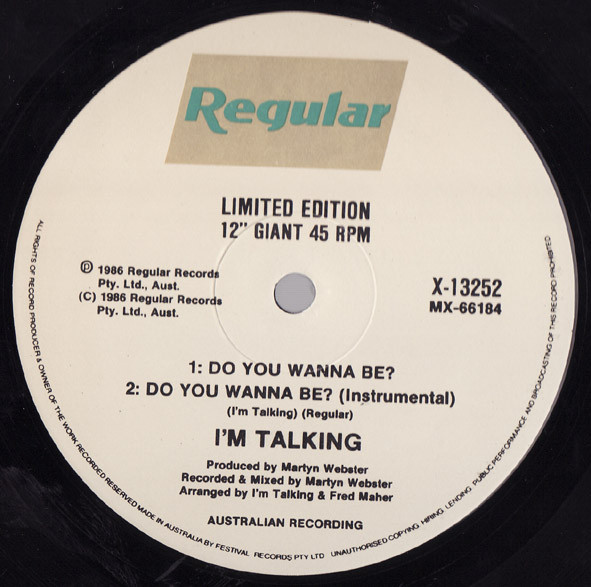 Regular
LIMITED EDITION
12" GIANT 45 RPM
℗ 1986 Regular Records
Pty. Ltd., Aust.
(C) 1986 Regular Records
Pty. Ltd., Aust.
X-13252
MX-66184
1: DO YOU WANNA BE?
2: DO YOU WANNA BE? (Instrumental)
(I'm Talking) (Regular)
I'M TALKING
Produced by Martyn Webster
Recorded & Mixed by Martyn Webster
Arranged by I'm Talking & Fred Maher
AUSTRALIAN RECORDING
ALL RIGHTS OF RECORD PRODUCER & OWNER OF THE WORK RECORDED RESERVED MADE IN AUSTRALIA BY FESTIVAL RECORDS PTY LTD UNAUTHORISED COPYING HIRING LENDING PUBLIC PERFORMANCE AND BROADCASTING OF THIS RECORD PROHIBITED